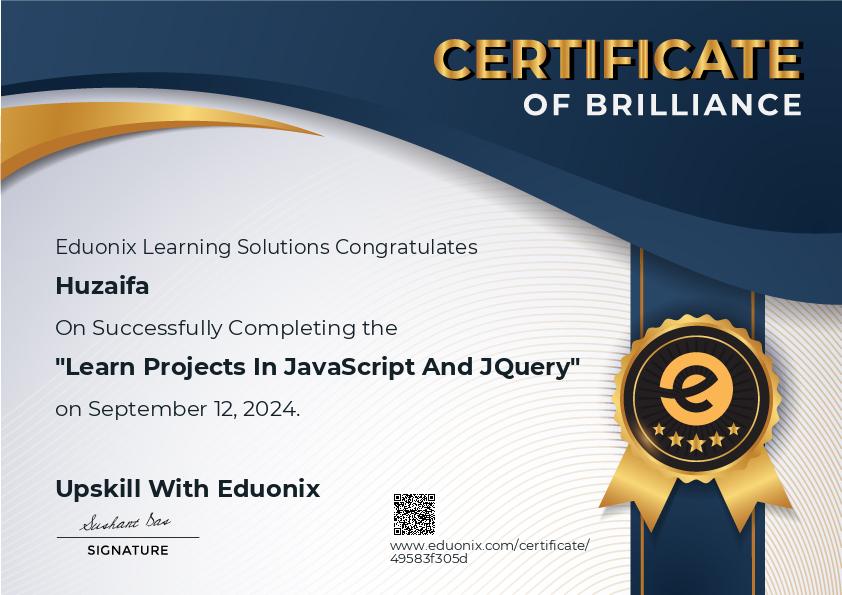 CERTIFICATE
OF BRILLIANCE
Eduonix Learning Solutions Congratulates
Huzaifa
On Successfully Completing the
"Learn Projects In JavaScript And JQuery"
on September 12, 2024.
Upskill With Eduonix
Sushant Das
SIGNATURE
www.eduonix.com/certificate/
49583f305d